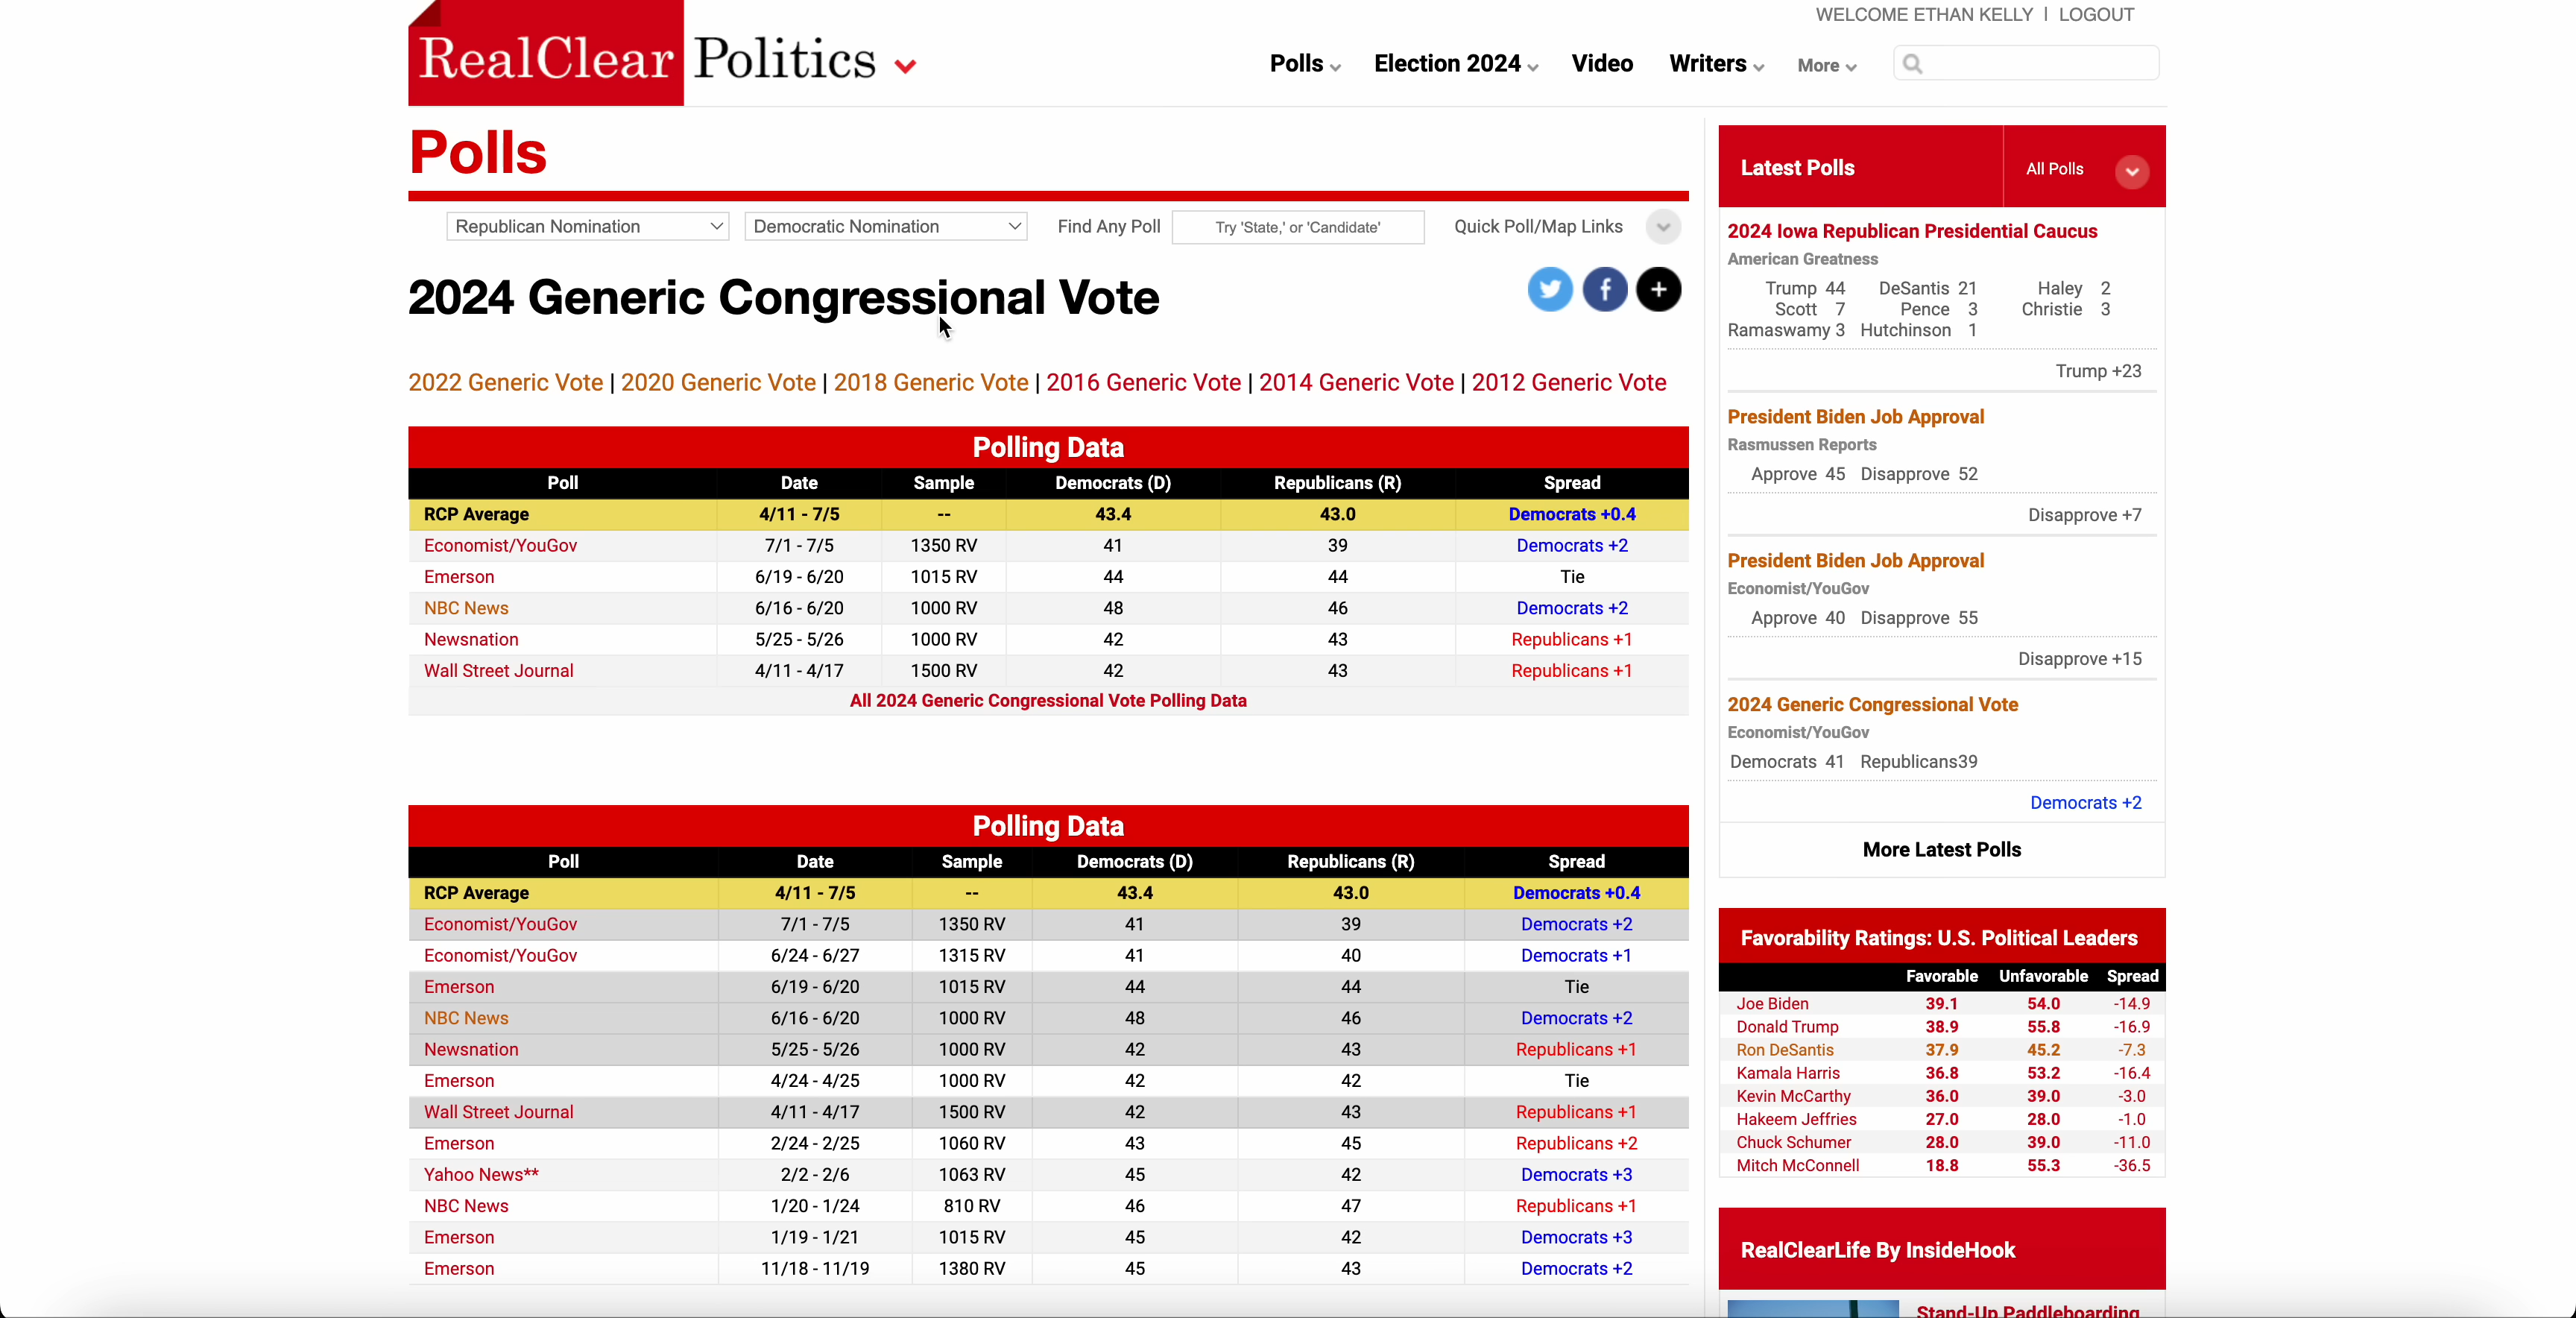 WELCOME ETHAN KELLY | LOGOUT
RealClear Politics
Polls Election 2024 Video Writers More
Polls
Republican Nomination Democratic Nomination Find Any Poll Try 'State,' or 'Candidate' Quick Poll/Map Links
2024 Generic Congressional Vote
2022 Generic Vote | 2020 Generic Vote | 2018 Generic Vote | 2016 Generic Vote | 2014 Generic Vote | 2012 Generic Vote
Polling Data
Poll Date Sample Democrats (D) Republicans (R) Spread
RCP Average 4/11 - 7/5 -- 43.4 43.0 Democrats +0.4
Economist/YouGov 7/1 - 7/5 1350 RV 41 39 Democrats +2
Emerson 6/19 - 6/20 1015 RV 44 44 Tie
NBC News 6/16 - 6/20 1000 RV 48 46 Democrats +2
Newsnation 5/25 - 5/26 1000 RV 42 43 Republicans +1
Wall Street Journal 4/11 - 4/17 1500 RV 42 43 Republicans +1
All 2024 Generic Congressional Vote Polling Data
Polling Data
Poll Date Sample Democrats (D) Republicans (R) Spread
RCP Average 4/11 - 7/5 -- 43.4 43.0 Democrats +0.4
Economist/YouGov 7/1 - 7/5 1350 RV 41 39 Democrats +2
Economist/YouGov 6/24 - 6/27 1315 RV 41 40 Democrats +1
Emerson 6/19 - 6/20 1015 RV 44 44 Tie
NBC News 6/16 - 6/20 1000 RV 48 46 Democrats +2
Newsnation 5/25 - 5/26 1000 RV 42 43 Republicans +1
Emerson 4/24 - 4/25 1000 RV 42 42 Tie
Wall Street Journal 4/11 - 4/17 1500 RV 42 43 Republicans +1
Emerson 2/24 - 2/25 1060 RV 43 45 Republicans +2
Yahoo News** 2/2 - 2/6 1063 RV 45 42 Democrats +3
NBC News 1/20 - 1/24 810 RV 46 47 Republicans +1
Emerson 1/19 - 1/21 1015 RV 45 42 Democrats +3
Emerson 11/18 - 11/19 1380 RV 45 43 Democrats +2
Latest Polls All Polls
2024 Iowa Republican Presidential Caucus
American Greatness
Trump 44 DeSantis 21 Haley 2
Scott 7 Pence 3 Christie 3
Ramaswamy 3 Hutchinson 1
Trump +23
President Biden Job Approval
Rasmussen Reports
Approve 45 Disapprove 52
Disapprove +7
President Biden Job Approval
Economist/YouGov
Approve 40 Disapprove 55
Disapprove +15
2024 Generic Congressional Vote
Economist/YouGov
Democrats 41 Republicans39
Democrats +2
More Latest Polls
Favorability Ratings: U.S. Political Leaders
Favorable Unfavorable Spread
Joe Biden 39.1 54.0 -14.9
Donald Trump 38.9 55.8 -16.9
Ron DeSantis 37.9 45.2 -7.3
Kamala Harris 36.8 53.2 -16.4
Kevin McCarthy 36.0 39.0 -3.0
Hakeem Jeffries 27.0 28.0 -1.0
Chuck Schumer 28.0 39.0 -11.0
Mitch McConnell 18.8 55.3 -36.5
RealClearLife By InsideHook
Stand-Up Paddleboarding